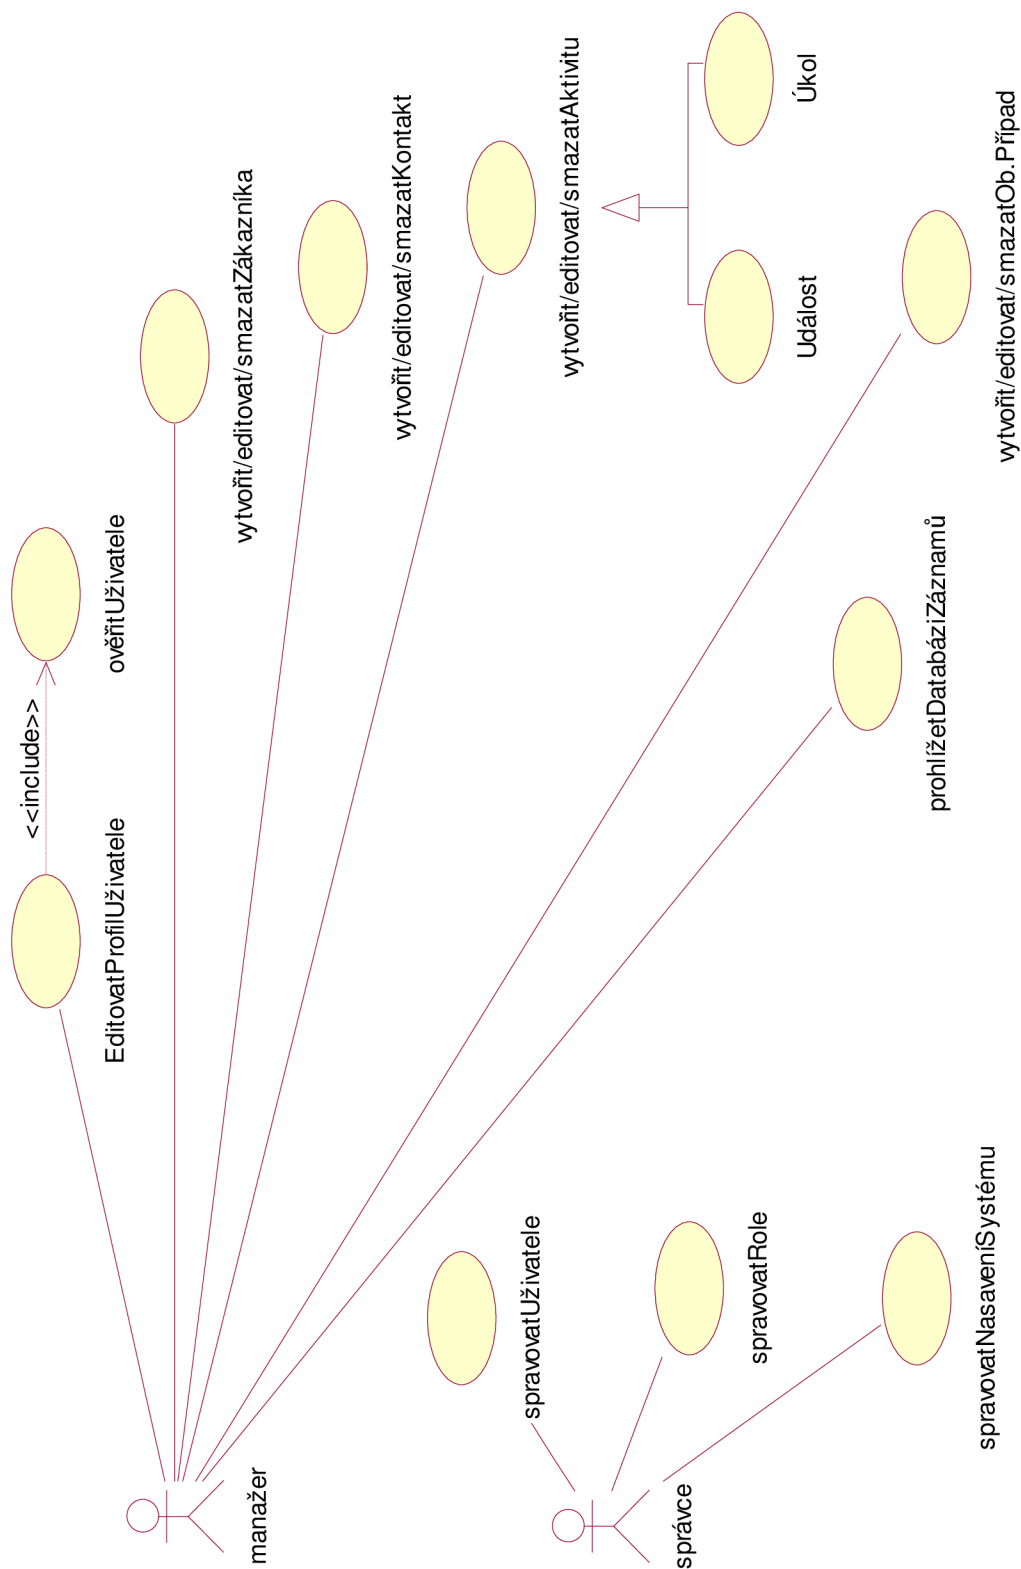 <<include>>
EditovatProfilUživatele
ověřitUživatele
vytvořit/editovat/smazatZákazníka
vytvořit/editovat/smazatKontakt
vytvořit/editovat/smazatAktivitu
Událost
Úkol
vytvořit/editovat/smazatOb.Případ
prohlížetDatabáziZáznamů
manažer
spravovatUživatele
spravovatRole
spravovatNasaveníSystému
správce